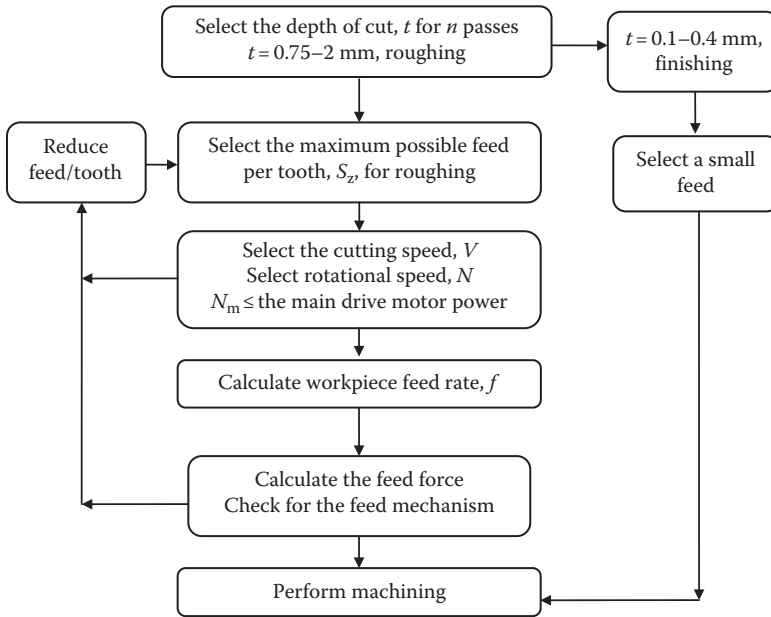 Select the depth of cut, t for n passes
t = 0.75–2 mm, roughing
t = 0.1–0.4 mm,
finishing
Reduce
feed/tooth
Select the maximum possible feed
per tooth, Sz, for roughing
Select a small
feed
Select the cutting speed, V
Select rotational speed, N
Nm ≤ the main drive motor power
Calculate workpiece feed rate, f
Calculate the feed force
Check for the feed mechanism
Perform machining